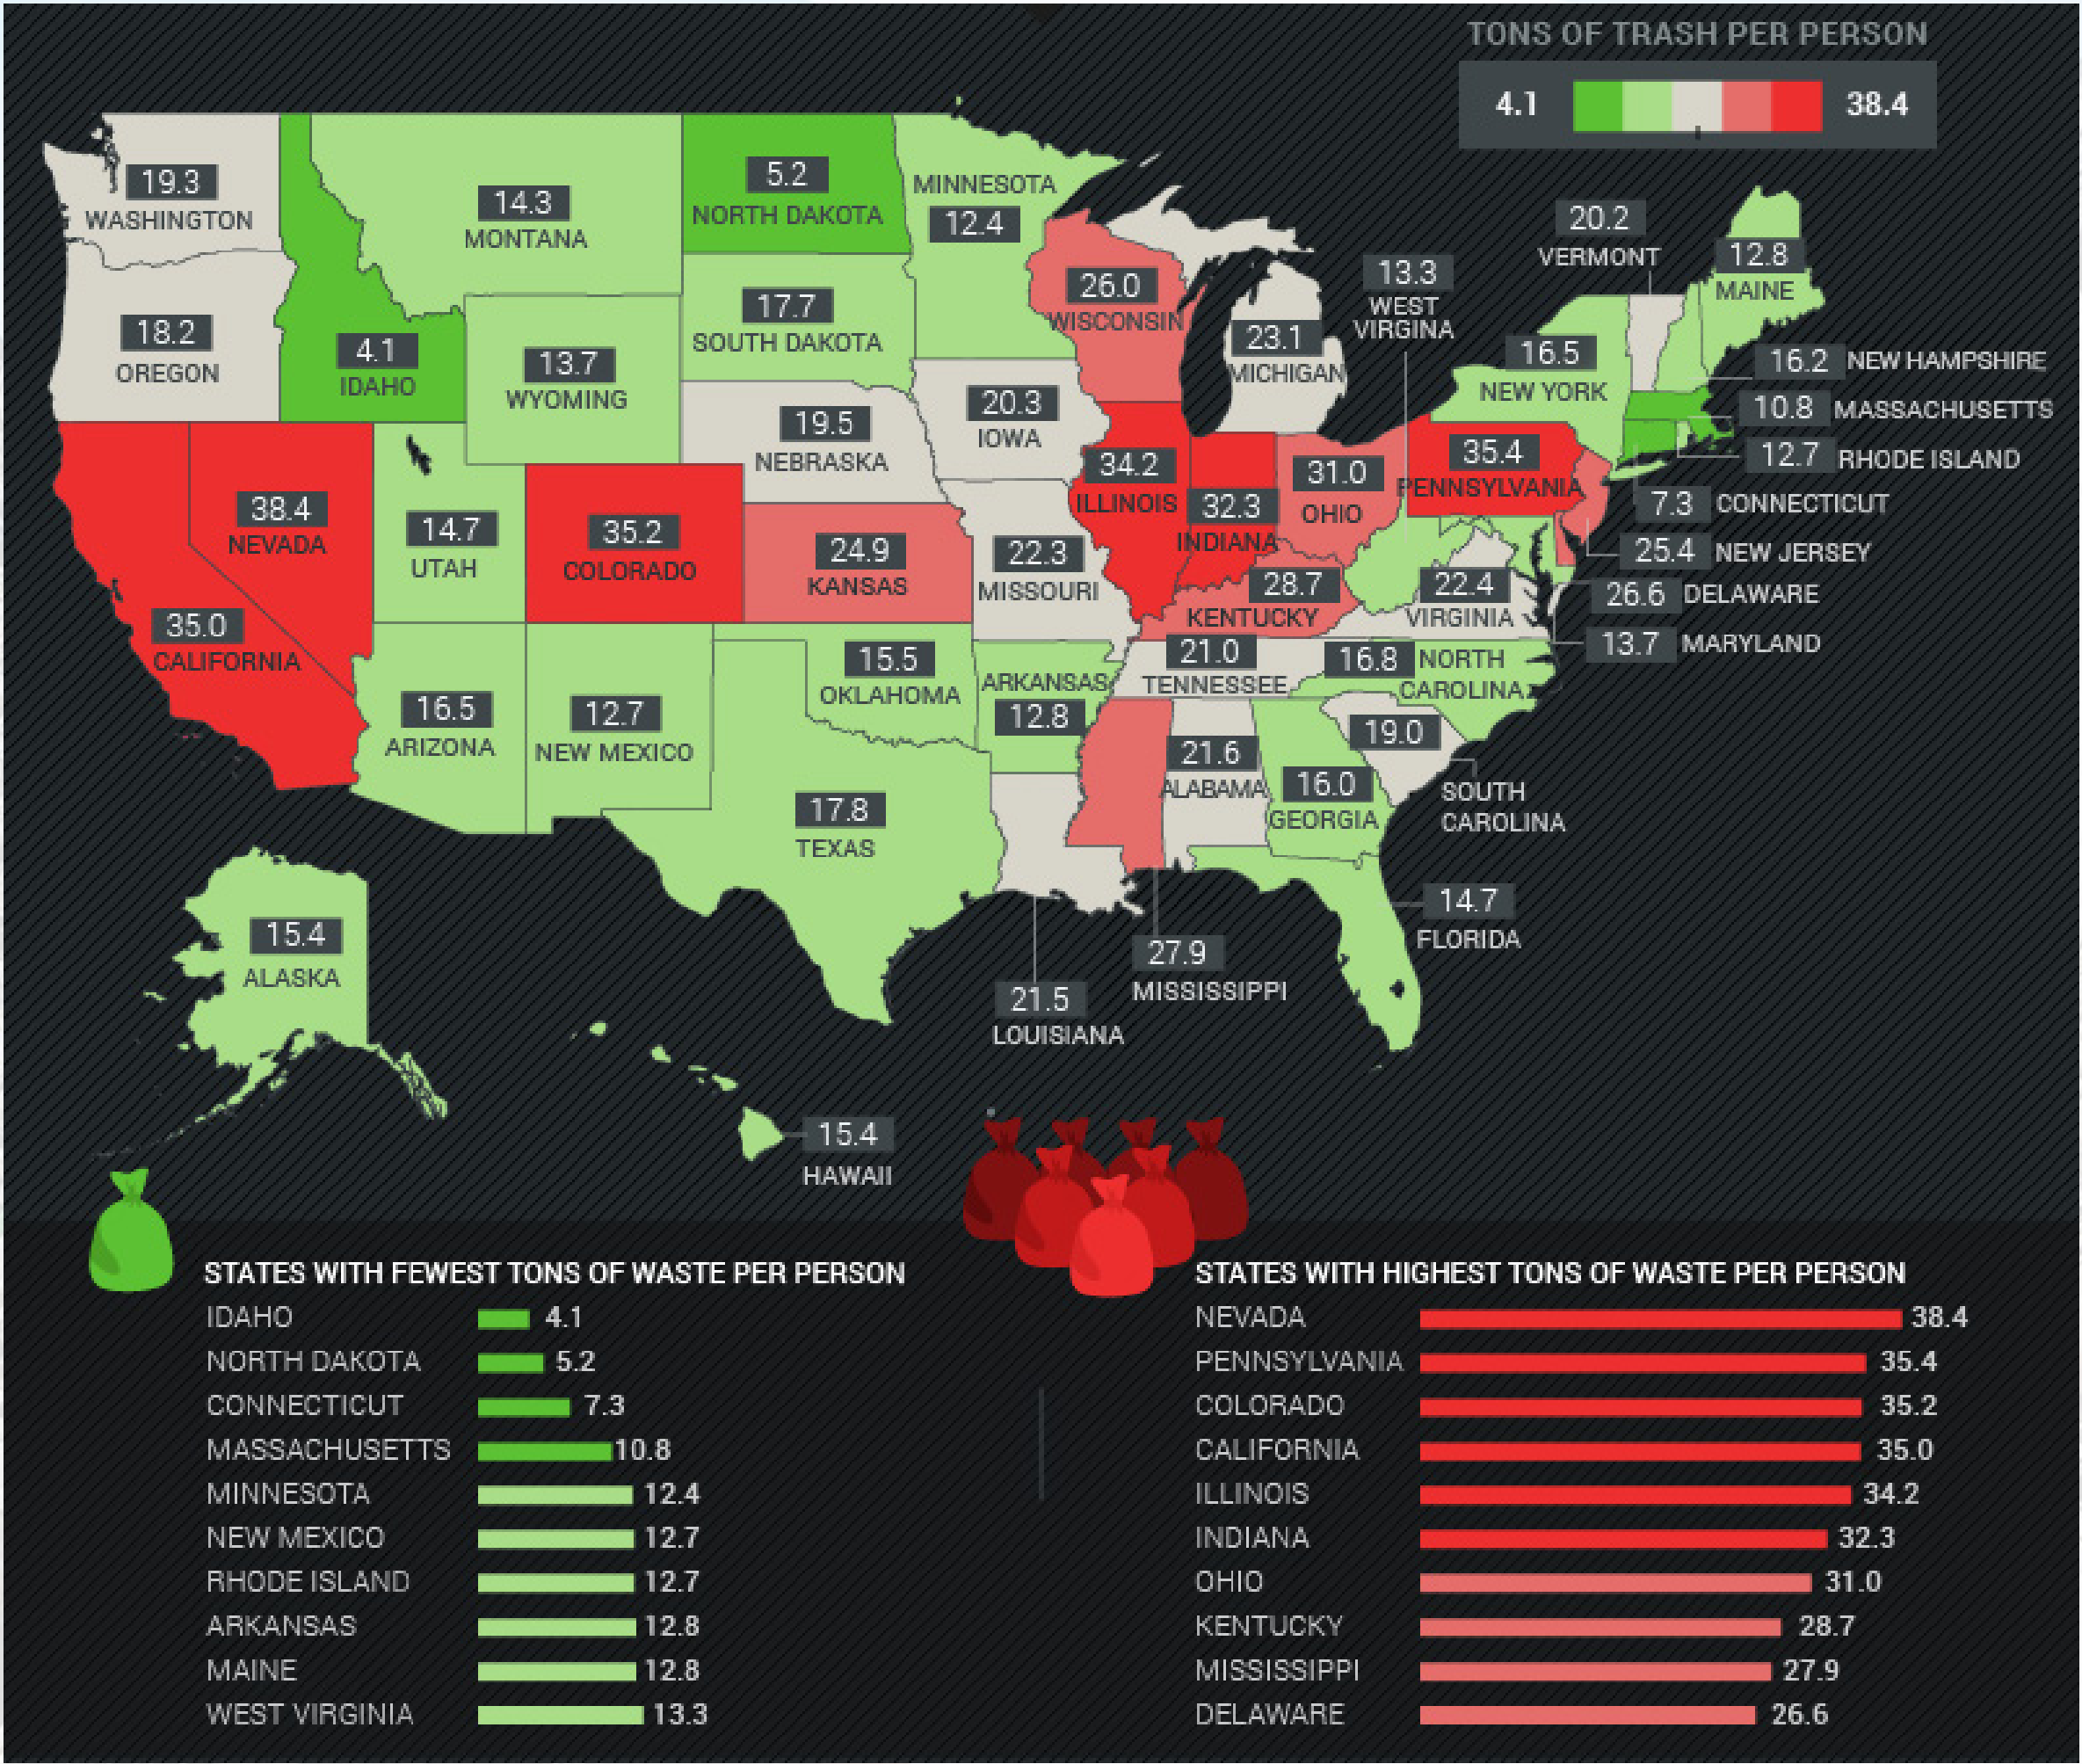 TONS OF TRASH PER PERSON
4.1
38.4
19.3
WASHINGTON
14.3
MONTANA
5.2
NORTH DAKOTA
MINNESOTA
12.4
20.2
VERMONT
12.8
MAINE
18.2
OREGON
4.1
IDAHO
13.7
WYOMING
17.7
SOUTH DAKOTA
26.0
WISCONSIN
23.1
MICHIGAN
13.3
WEST
VIRGINA
16.5
NEW YORK
16.2 NEW HAMPSHIRE
10.8 MASSACHUSETTS
12.7 RHODE ISLAND
7.3 CONNECTICUT
25.4 NEW JERSEY
26.6 DELAWARE
13.7 MARYLAND
19.5
NEBRASKA
20.3
IOWA
34.2
ILLINOIS
32.3
INDIANA
31.0
OHIO
35.4
PENNSYLVANIA
38.4
NEVADA
14.7
UTAH
35.2
COLORADO
24.9
KANSAS
22.3
MISSOURI
28.7
KENTUCKY
22.4
VIRGINIA
35.0
CALIFORNIA
16.5
ARIZONA
12.7
NEW MEXICO
15.5
OKLAHOMA
ARKANSAS
12.8
21.0
TENNESSEE
16.8 NORTH
CAROLINA
19.0
SOUTH
CAROLINA
21.6
ALABAMA
16.0
GEORGIA
17.8
TEXAS
14.7
FLORIDA
27.9
MISSISSIPPI
21.5
LOUISIANA
15.4
ALASKA
15.4
HAWAII
STATES WITH FEWEST TONS OF WASTE PER PERSON
IDAHO 4.1
NORTH DAKOTA 5.2
CONNECTICUT 7.3
MASSACHUSETTS 10.8
MINNESOTA 12.4
NEW MEXICO 12.7
RHODE ISLAND 12.7
ARKANSAS 12.8
MAINE 12.8
WEST VIRGINIA 13.3
STATES WITH HIGHEST TONS OF WASTE PER PERSON
NEVADA 38.4
PENNSYLVANIA 35.4
COLORADO 35.2
CALIFORNIA 35.0
ILLINOIS 34.2
INDIANA 32.3
OHIO 31.0
KENTUCKY 28.7
MISSISSIPPI 27.9
DELAWARE 26.6